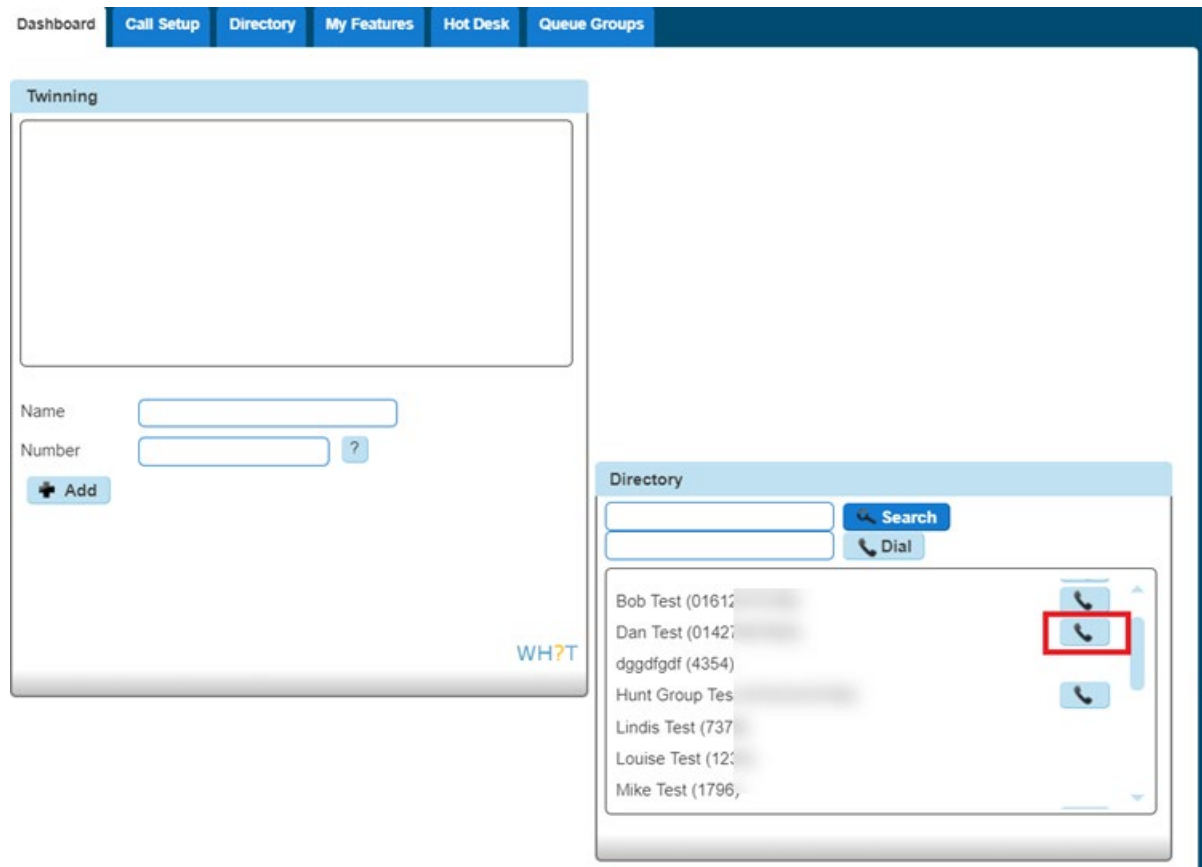 Dashboard Call Setup Directory My Features Hot Desk Queue Groups
Twinning
Name
Number ?
Add
WH?T
Directory
Search
Dial
Bob Test (01612
Dan Test (01427
dggdfgdf (4354)
Hunt Group Tes
Lindis Test (737
Louise Test (123
Mike Test (1796)